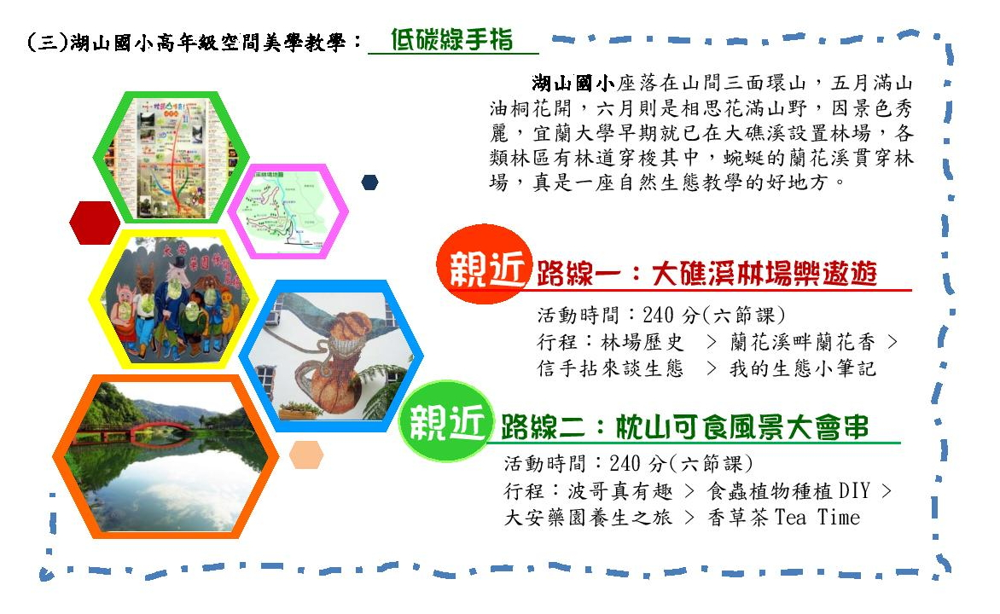 (三)湖山國小高年級空間美學教學： 低碳綠手指
湖山國小座落在山間三面環山，五月滿山
油桐花開，六月則是相思花滿山野，因景色秀
麗，宜蘭大學早期就已在大礁溪設置林場，各
類林區有林道穿梭其中，蜿蜒的蘭花溪貫穿林
場，真是一座自然生態教學的好地方。
親近 路線一：大礁溪林場樂遨遊
活動時間：240 分(六節課)
行程：林場歷史 > 蘭花溪畔蘭花香 >
信手拈來談生態 > 我的生態小筆記
親近 路線二：枕山可食風景大會串
活動時間：240 分(六節課)
行程：波哥真有趣 > 食蟲植物種植 DIY >
大安藥園養生之旅 > 香草茶 Tea Time
大安
藥園休閒